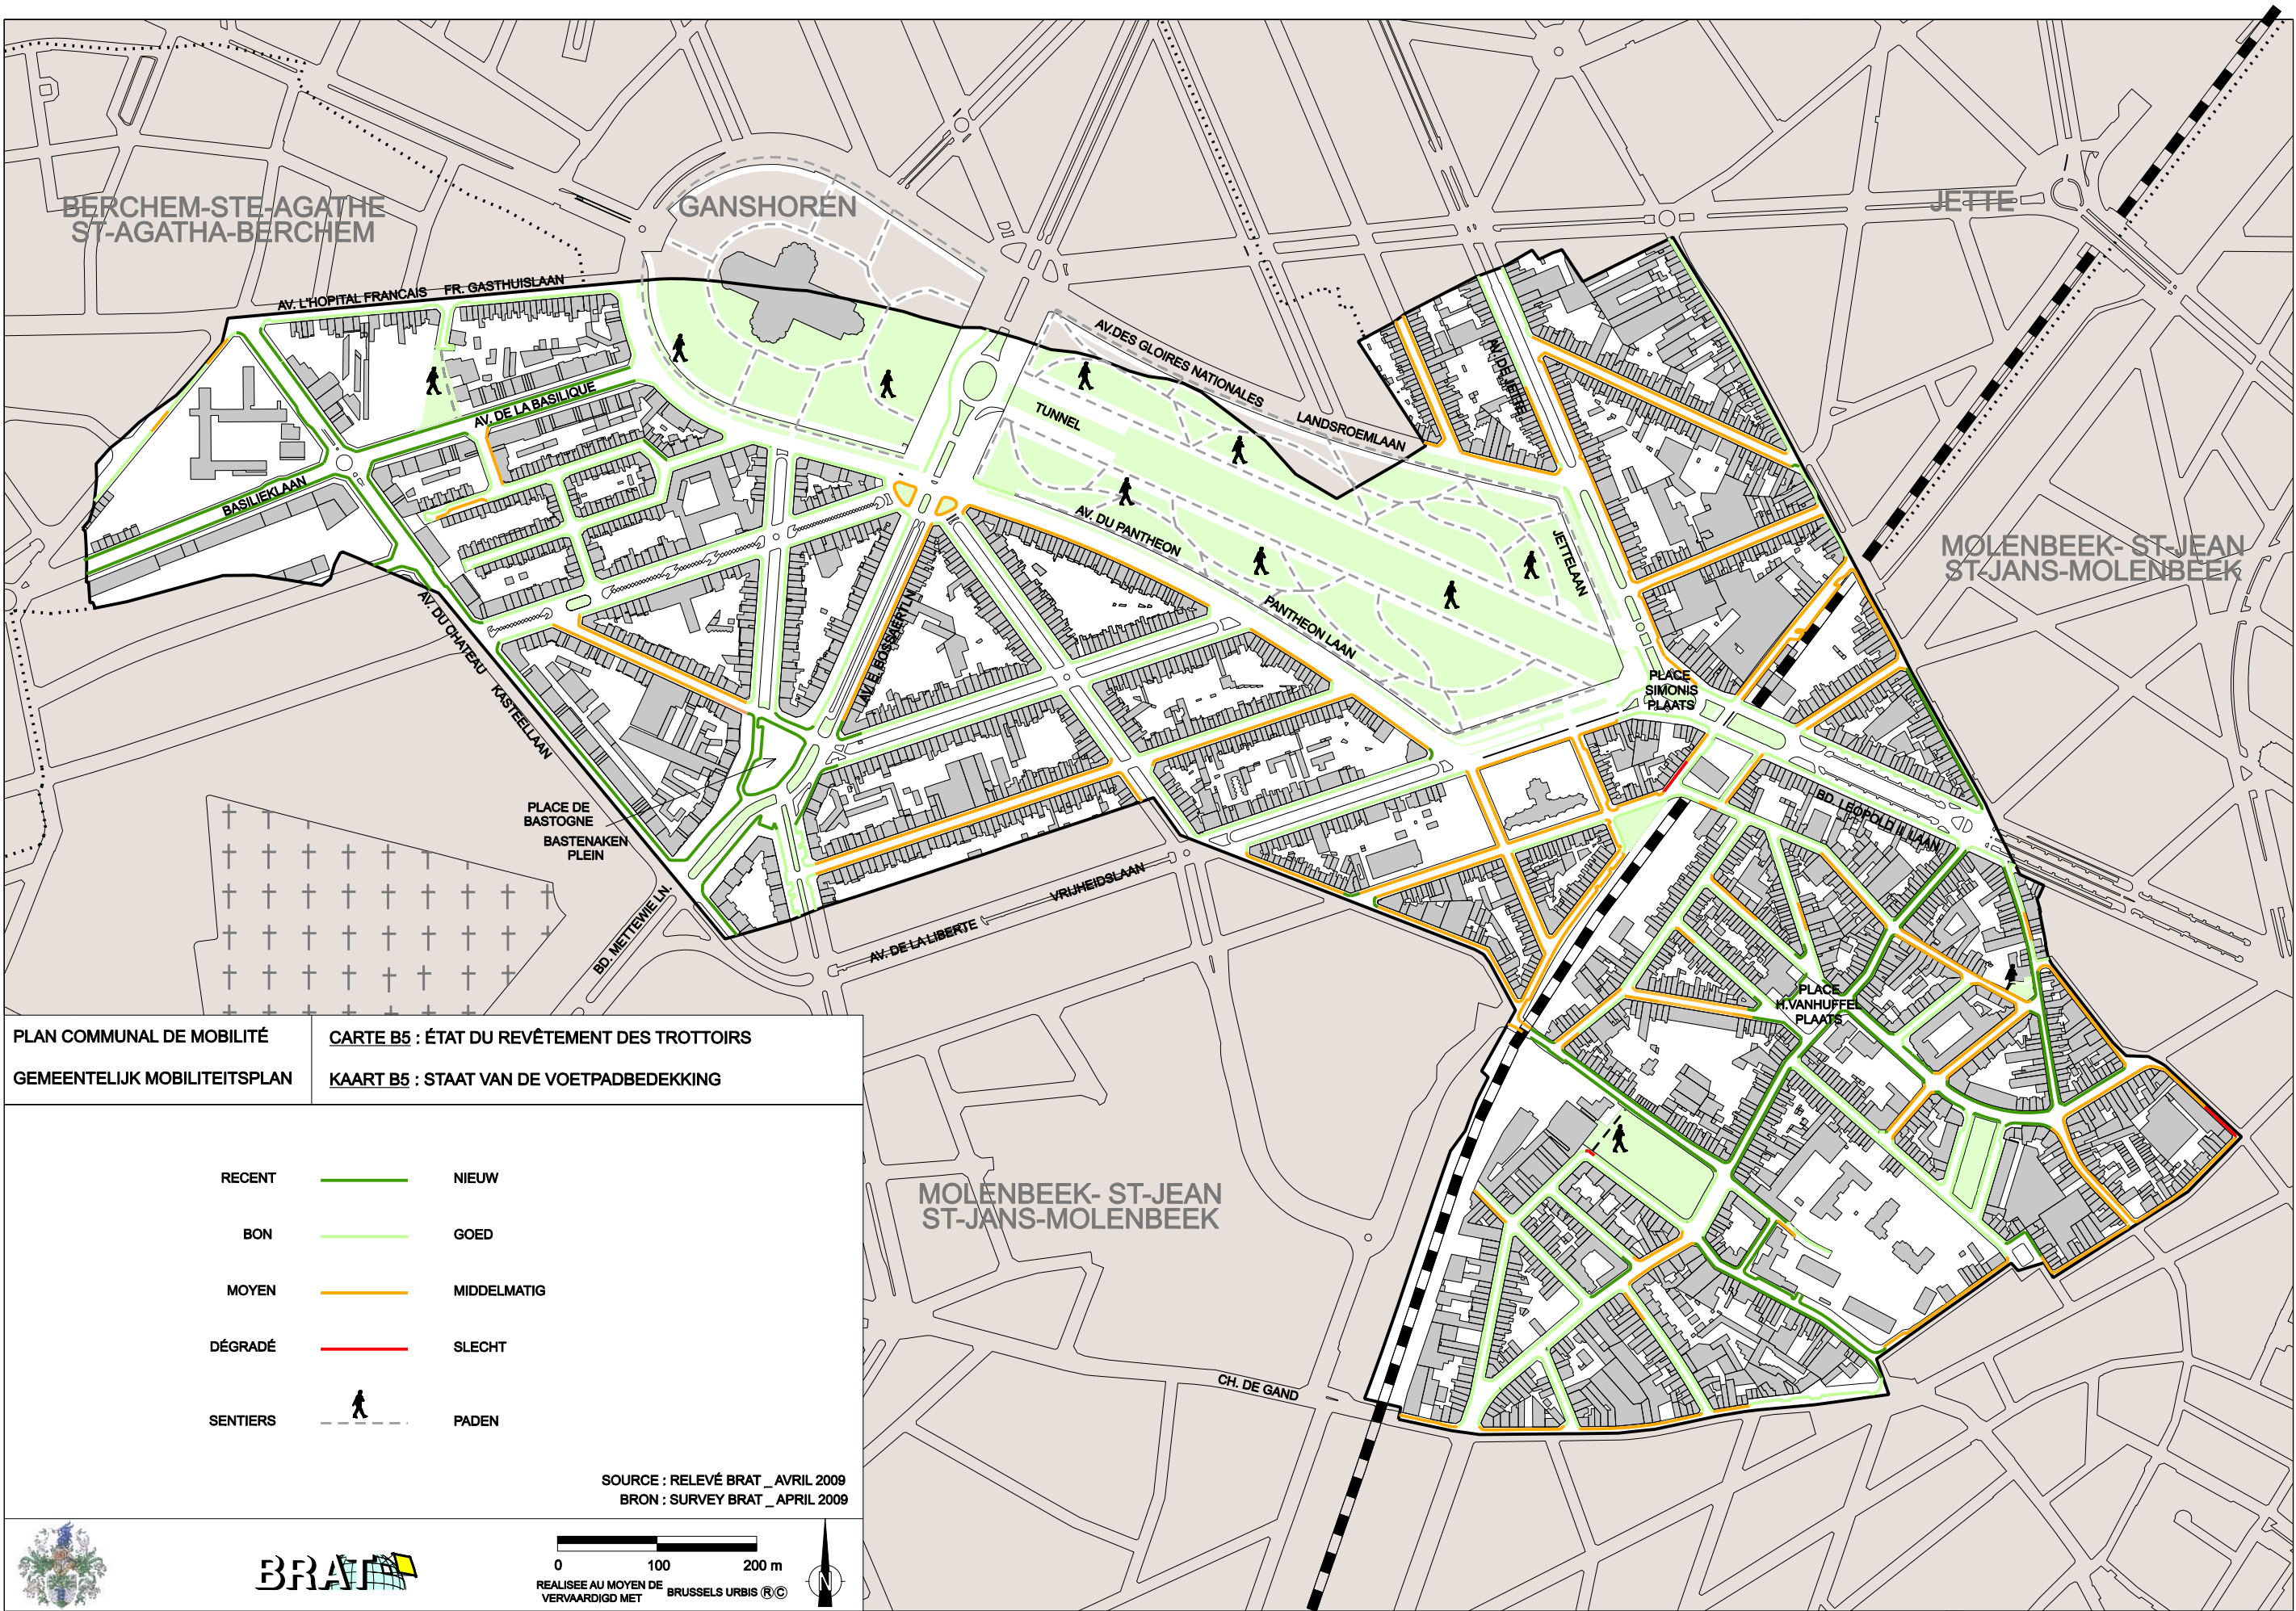 BERCHEM-STE-AGATHE
ST-AGATHA-BERCHEM
GANSHOREN
JETTE
AV. L'HOPITAL FRANCAIS FR. GASTHUISLAAN
AV.DES GLOIRES NATIONALES
LANDSROEMLAAN
AV. DE JETTE
AV. DE LA BASILIQUE
TUNNEL
BASILIEKLAAN
AV. DU PANTHEON
JETTELAAN
MOLENBEEK- ST-JEAN
ST-JANS-MOLENBEEK
PANTHEON LAAN
AV. DU CHATEAU KASTEELLAAN
AV. E.BOSSAERTLN
PLACE
SIMONIS
PLAATS
PLACE DE
BASTOGNE
BASTENAKEN
PLEIN
BD. LEOPOLD II LAAN
VRIJHEIDSLAAN
AV. DE LA LIBERTE
BD. METTEWIE LN.
PLACE
H.VANHUFFEL
PLAATS
PLAN COMMUNAL DE MOBILITÉ
GEMEENTELIJK MOBILITEITSPLAN
CARTE B5 : ÉTAT DU REVÊTEMENT DES TROTTOIRS
KAART B5 : STAAT VAN DE VOETPADBEDEKKING
MOLENBEEK- ST-JEAN
ST-JANS-MOLENBEEK
CH. DE GAND
RECENT NIEUW
BON GOED
MOYEN MIDDELMATIG
DÉGRADÉ SLECHT
SENTIERS PADEN
SOURCE : RELEVÉ BRAT _ AVRIL 2009
BRON : SURVEY BRAT _ APRIL 2009
BRAT
0 100 200 m
REALISEE AU MOYEN DE
VERVAARDIGD MET
BRUSSELS URBIS ®©
N